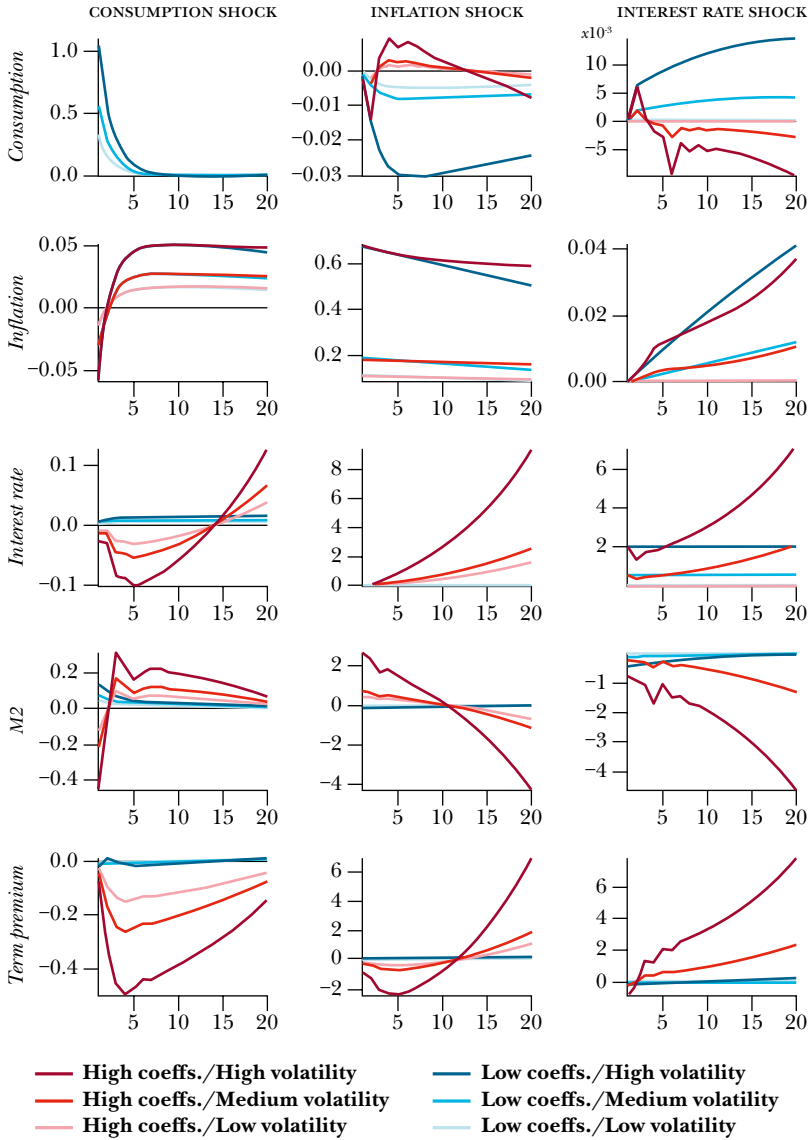 CONSUMPTION SHOCK INFLATION SHOCK INTEREST RATE SHOCK
Consumption
1.0
0.5
0.0
5 10 15 20
0.00
−0.01
−0.02
−0.03
5 10 15 20
x10⁻³
10
5
0
−5
5 10 15 20
Inflation
0.05
0.00
−0.05
5 10 15 20
0.6
0.4
0.2
5 10 15 20
0.04
0.02
0.00
5 10 15 20
Interest rate
0.1
0.0
−0.1
5 10 15 20
8
6
4
2
0
5 10 15 20
6
4
2
0
5 10 15 20
M2
0.2
0.0
−0.2
−0.4
5 10 15 20
2
0
−2
−4
5 10 15 20
−1
−2
−3
−4
5 10 15 20
Term premium
0.0
−0.2
−0.4
5 10 15 20
6
4
2
0
−2
5 10 15 20
6
4
2
0
5 10 15 20
High coeffs./High volatility Low coeffs./High volatility
High coeffs./Medium volatility Low coeffs./Medium volatility
High coeffs./Low volatility Low coeffs./Low volatility